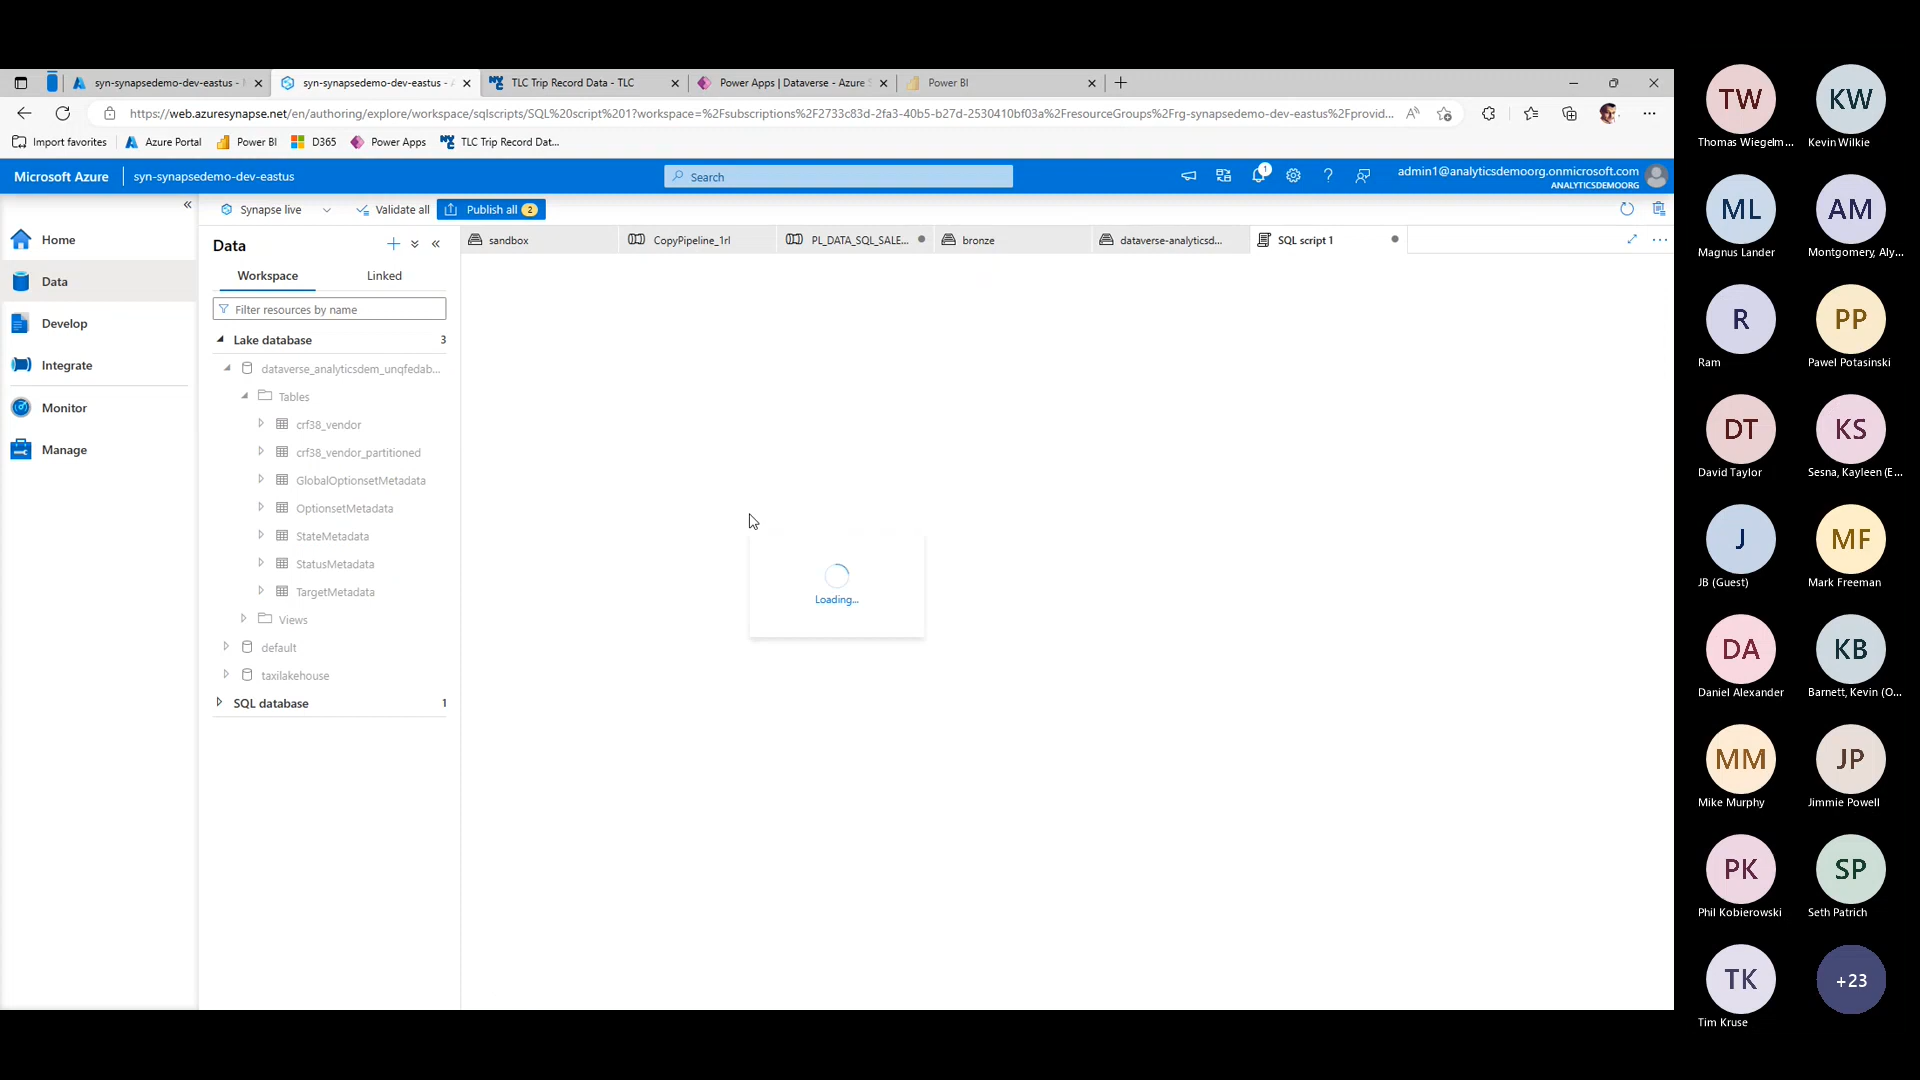 syn-synapsedemo-dev-eastus -
syn-synapsedemo-dev-eastus -
TLC Trip Record Data - TLC
Power Apps | Dataverse - Azure
Power BI
https://web.azuresynapse.net/en/authoring/explore/workspace/sqlscripts/SQL%20script%201?workspace=%2Fsubscriptions%2F2733c83d-2fa3-40b5-b27d-2530410bf03a%2FresourceGroups%2Frg-synapsedemo-dev-eastus%2Fprovid...
Import favorites
Azure Portal
Power BI
D365
Power Apps
TLC Trip Record Dat...
Microsoft Azure
syn-synapsedemo-dev-eastus
Search
1
admin1@analyticsdemoorg.onmicrosoft.com
ANALYTICSDEMOORG
Synapse live
Validate all
Publish all 2
Home
Data
Develop
Integrate
Monitor
Manage
Data
Workspace
Linked
Filter resources by name
Lake database 3
dataverse_analyticsdem_unqfedab...
Tables
crf38_vendor
crf38_vendor_partitioned
GlobalOptionsetMetadata
OptionsetMetadata
StateMetadata
StatusMetadata
TargetMetadata
Views
default
taxilakehouse
SQL database 1
sandbox
CopyPipeline_1rl
PL_DATA_SQL_SALE...
bronze
dataverse-analyticsd...
SQL script 1
Loading...
TW
Thomas Wiegelm...
KW
Kevin Wilkie
ML
Magnus Lander
AM
Montgomery, Aly...
R
Ram
PP
Pawel Potasinski
DT
David Taylor
KS
Sesna, Kayleen (E...
J
JB (Guest)
MF
Mark Freeman
DA
Daniel Alexander
KB
Barnett, Kevin (O...
MM
Mike Murphy
JP
Jimmie Powell
PK
Phil Kobierowski
SP
Seth Patrich
TK
Tim Kruse
+23